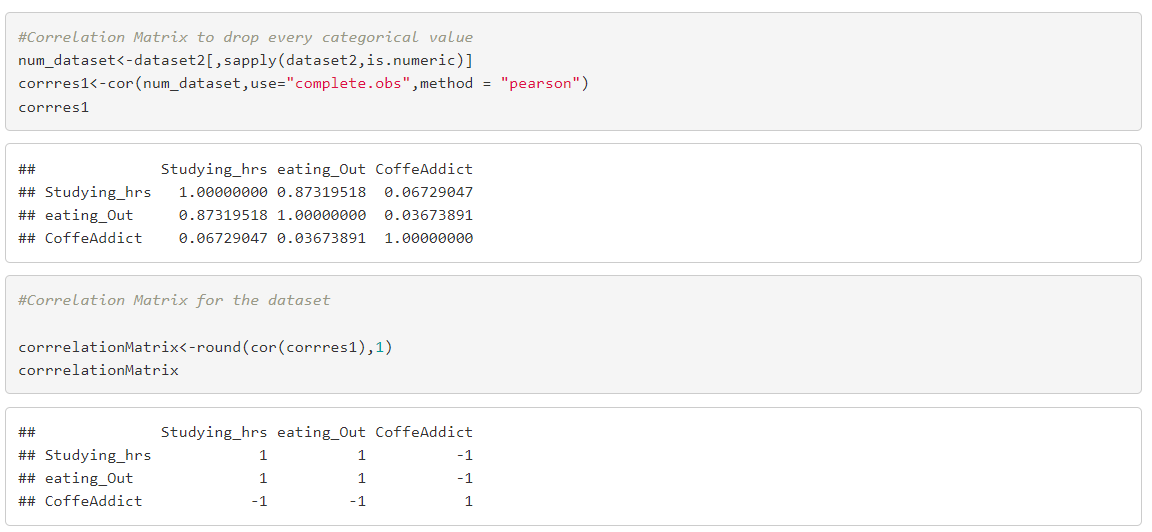 #Correlation Matrix to drop every categorical value
num_dataset<-dataset2[,sapply(dataset2,is.numeric)]
corrres1<-cor(num_dataset,use="complete.obs",method = "pearson")
corrres1
##              Studying_hrs eating_Out CoffeAddict
## Studying_hrs   1.00000000 0.87319518  0.06729047
## eating_Out     0.87319518 1.00000000  0.03673891
## CoffeAddict    0.06729047 0.03673891  1.00000000
#Correlation Matrix for the dataset
corrrelationMatrix<-round(cor(corrres1),1)
corrrelationMatrix
##              Studying_hrs eating_Out CoffeAddict
## Studying_hrs            1          1          -1
## eating_Out              1          1          -1
## CoffeAddict            -1         -1           1